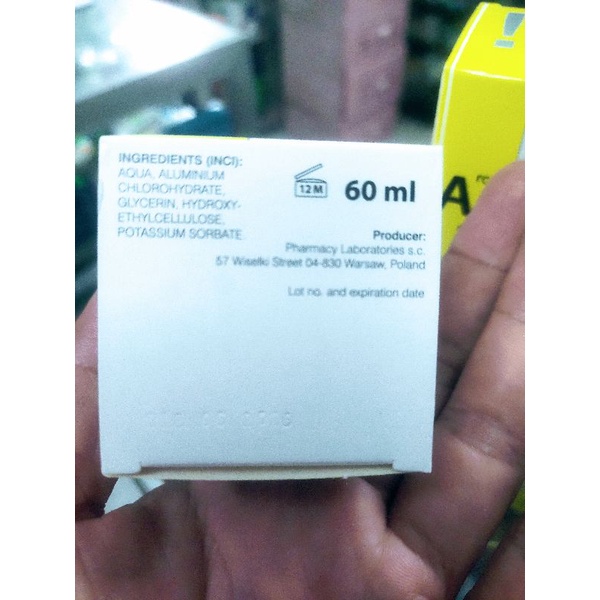 INGREDIENTS (INCI):
AQUA, ALUMINIUM
CHLOROHYDRATE,
GLYCERIN, HYDROXY-
ETHYLCELLULOSE,
POTASSIUM SORBATE
12 M
60 ml
Producer:
Pharmacy Laboratories s.c.
57 Wiselki Street 04-830 Warsaw, Poland
Lot no. and expiration date
A